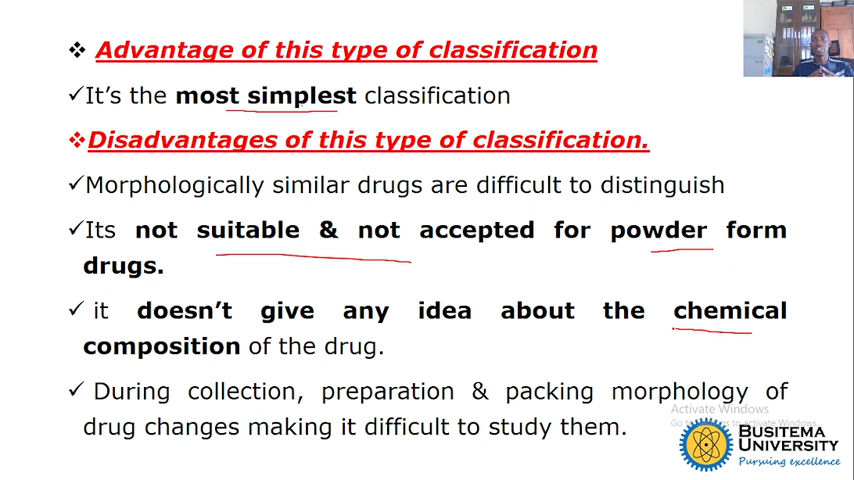 ❖ Advantage of this type of classification
✓It's the most simplest classification
❖Disadvantages of this type of classification.
✓Morphologically similar drugs are difficult to distinguish
✓Its not suitable & not accepted for powder form
drugs.
✓ it doesn't give any idea about the chemical
composition of the drug.
✓ During collection, preparation & packing morphology of
drug changes making it difficult to study them.
Activate Windows
BUSITEMA
UNIVERSITY
Pursuing excellence